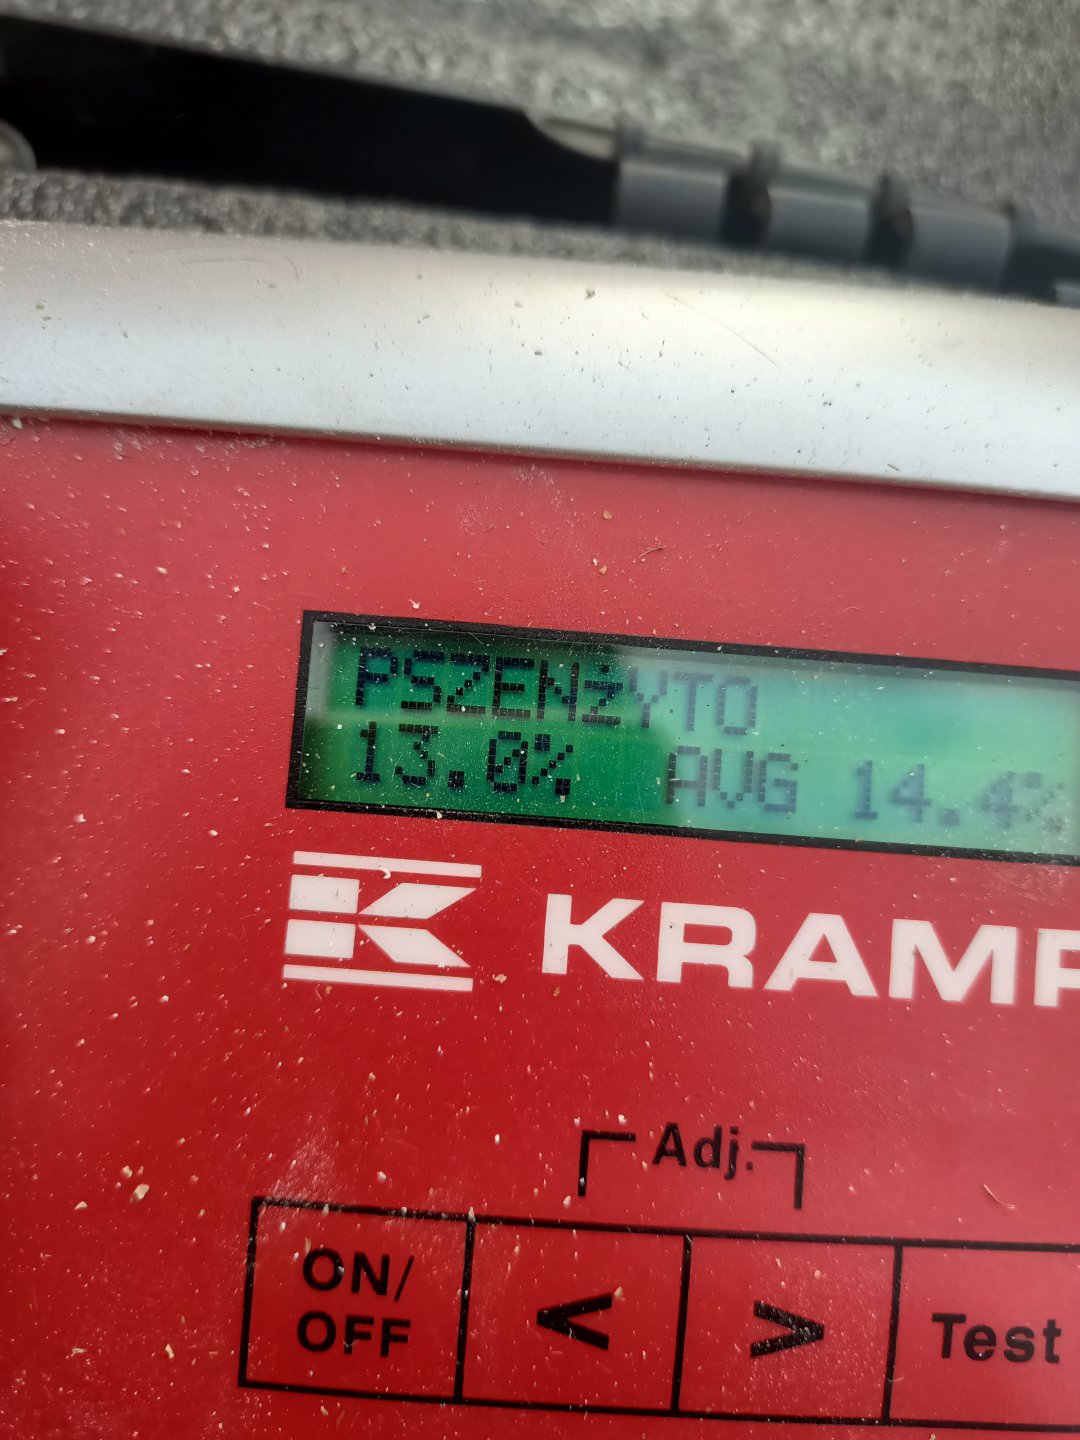 PSZENŻYTO
13.0% AVG 14.4%
KRAMP
Adj.
ON/
OFF
<
>
Test